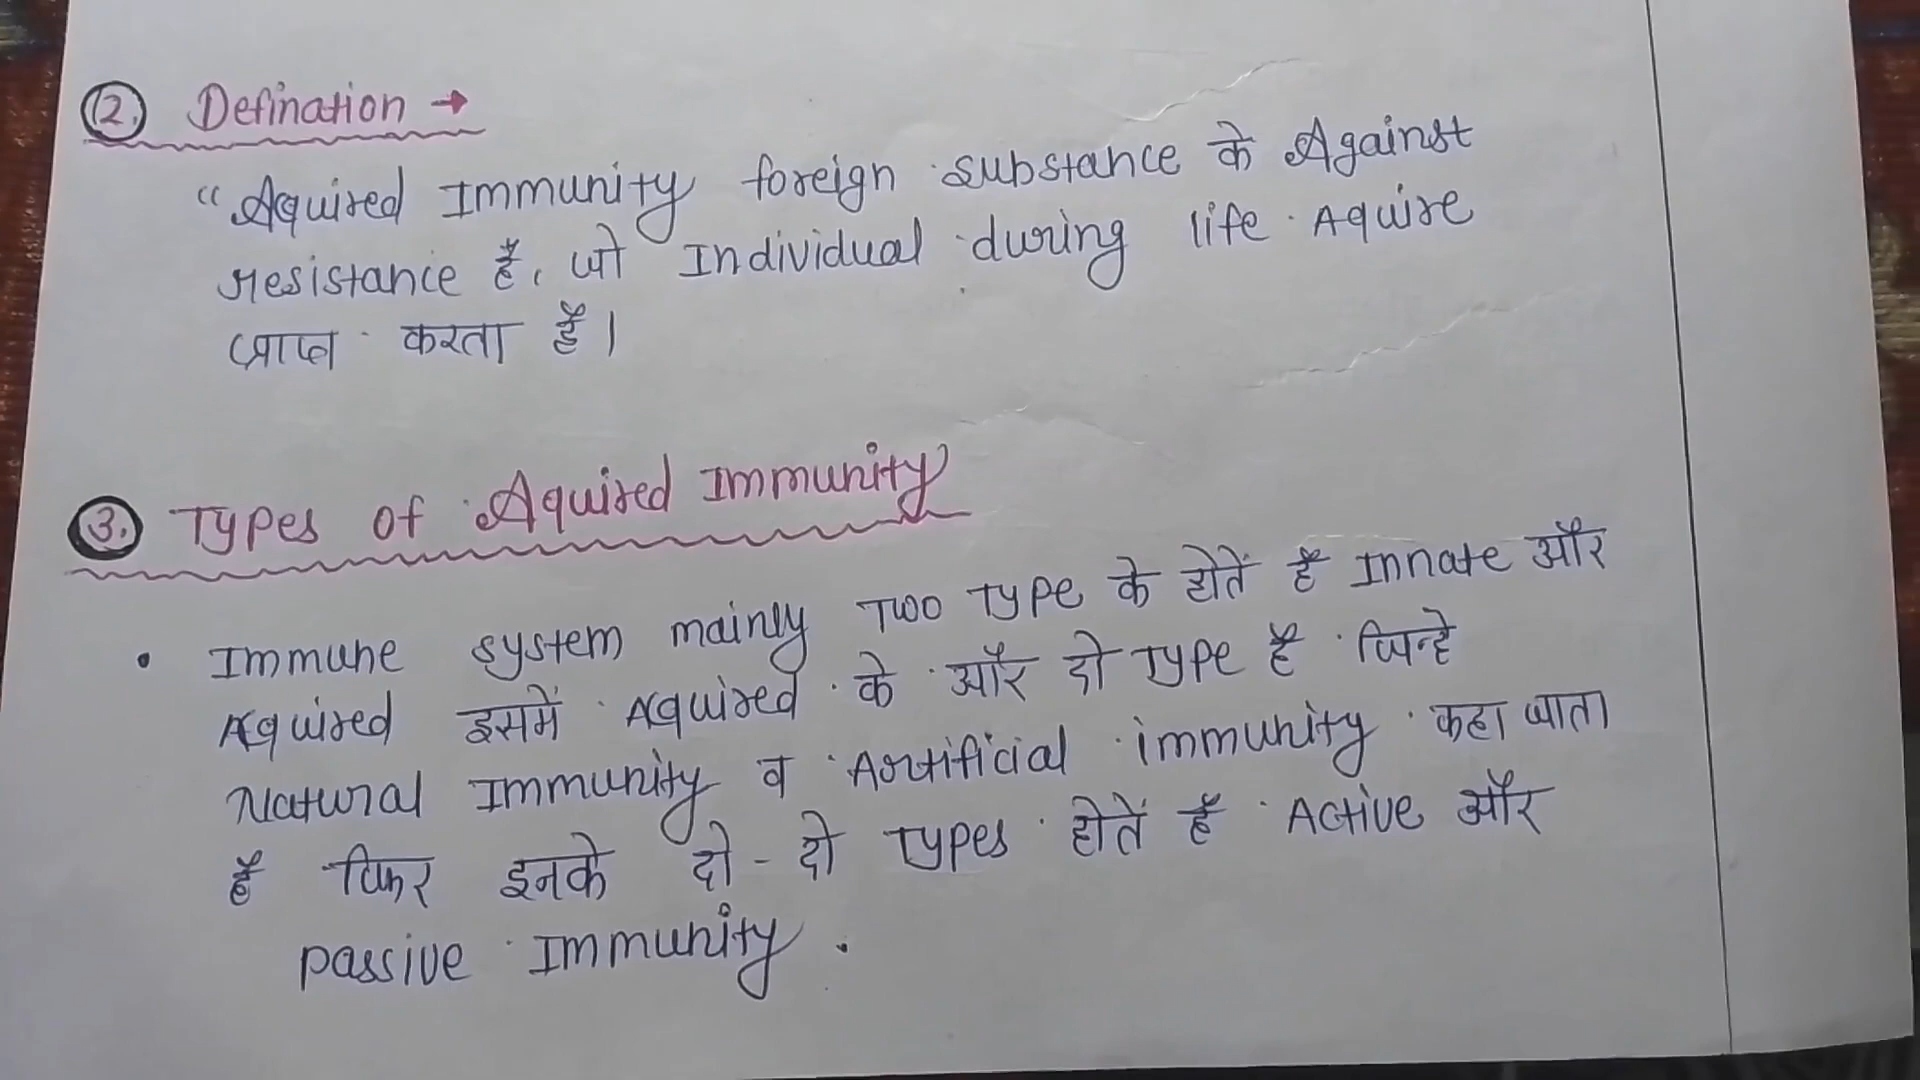 2. Defination →
“Aquired Immunity foreign substance के Against
resistance है, जो Individual during life Aquire
प्राप्त करता है।
3. Types of Aquired Immunity
• Immune system mainly Two Type के होतें है Innate और
Aquired इसमें Aquired के और दो Type है जिन्हे
Natural Immunity व Artificial immunity कहा जाता
है फिर इनके दो - दो Types होतें है Active और
passive Immunity .